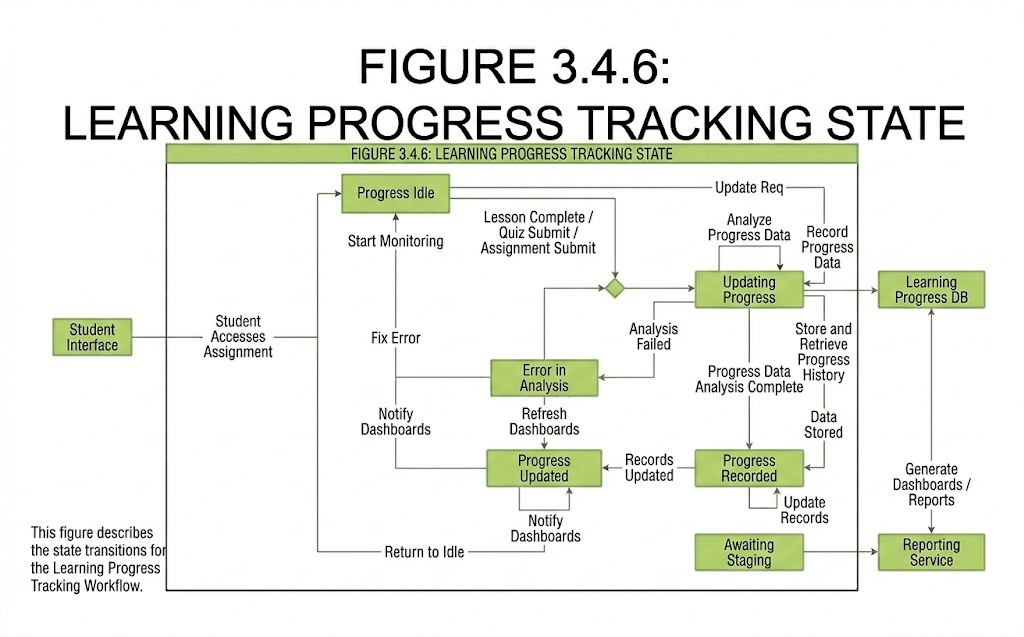 FIGURE 3.4.6:
LEARNING PROGRESS TRACKING STATE
FIGURE 3.4.6: LEARNING PROGRESS TRACKING STATE
Progress Idle
Update Req
Start Monitoring
Lesson Complete /
Quiz Submit /
Assignment Submit
Analyze
Progress Data
Record
Progress
Data
Updating
Progress
Learning
Progress DB
Student
Interface
Student
Accesses
Assignment
Fix Error
Analysis
Failed
Store and
Retrieve
Progress
History
Error in
Analysis
Progress Data
Analysis Complete
Notify
Dashboards
Refresh
Dashboards
Data
Stored
Progress
Updated
Records
Updated
Progress
Recorded
Generate
Dashboards /
Reports
Update
Records
Notify
Dashboards
Return to Idle
Awaiting
Staging
Reporting
Service
This figure describes
the state transitions for
the Learning Progress
Tracking Workflow.